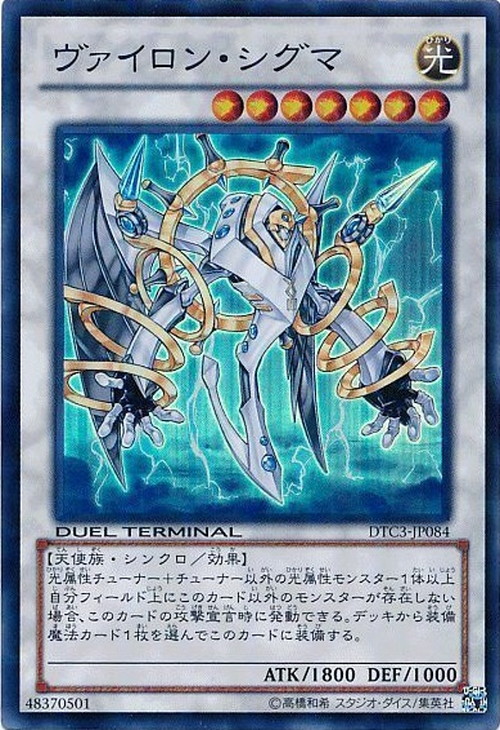 ヴァイロン・シグマ
光
DUEL TERMINAL
DTC3-JP084
【天使族・シンクロ／効果】
光属性チューナー＋チューナー以外の光属性モンスター１体以上
自分フィールド上にこのカード以外のモンスターが存在しない
場合、このカードの攻撃宣言時に発動できる。デッキから装備
魔法カード１枚を選んでこのカードに装備する。
ATK/1800 DEF/1000
48370501
©高橋和希 スタジオ・ダイス/集英社